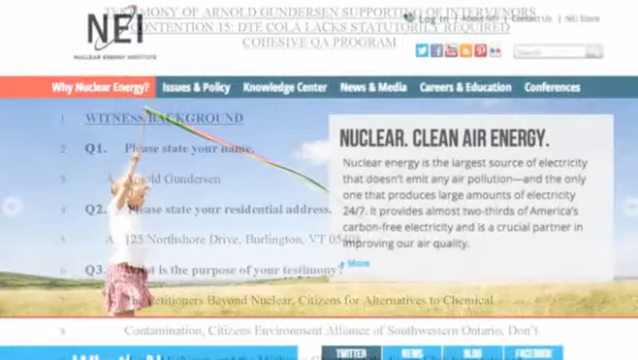 TESTIMONY OF ARNOLD GUNDERSEN SUPPORTING OF INTERVENORS
CONTENTION 15: DTE COLA LACKS STATUTORILY REQUIRED
COHESIVE QA PROGRAM
NEI
NUCLEAR ENERGY INSTITUTE
Log In | About NEI | Contact Us | NEI Store
Search
Why Nuclear Energy? Issues & Policy Knowledge Center News & Media Careers & Education Conferences
1 WITNESS BACKGROUND
2 Q1. Please state your name.
3 A. Arnold Gundersen
4 Q2. Please state your residential address.
5 A. 125 Northshore Drive, Burlington, VT
6 Q3. What is the purpose of your testimony?
The Petitioners Beyond Nuclear, Citizens for Alternatives to Chemical
8 Contamination, Citizens Environment Alliance of Southwestern Ontario, Don't
NUCLEAR. CLEAN AIR ENERGY.
Nuclear energy is the largest source of electricity
that doesn't emit any air pollution—and the only
one that produces large amounts of electricity
24/7. It provides almost two-thirds of America's
carbon-free electricity and is a crucial partner in
improving our air quality.
More
TWITTER NEWS BLOG FACEBOOK